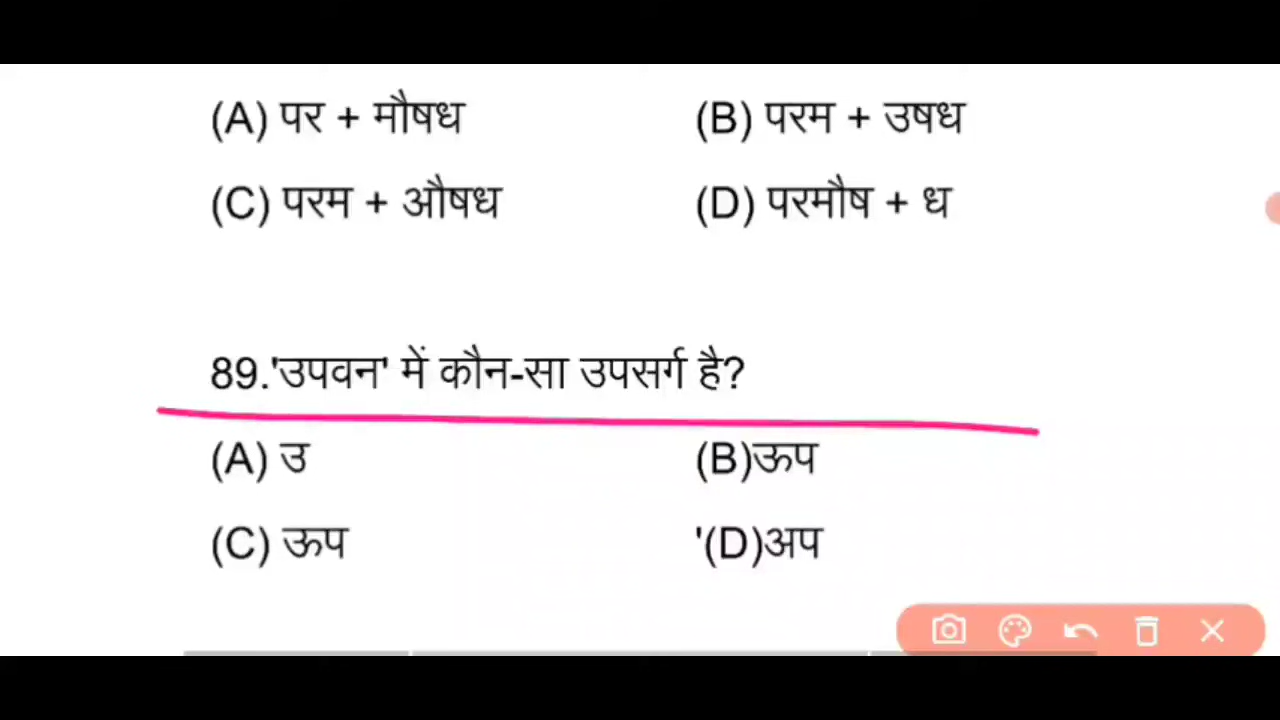 (A) पर + मौषध (B) परम + उषध
(C) परम + औषध (D) परमौष + ध
89.'उपवन' में कौन-सा उपसर्ग है?
(A) उ (B)ऊप
(C) ऊप '(D)अप